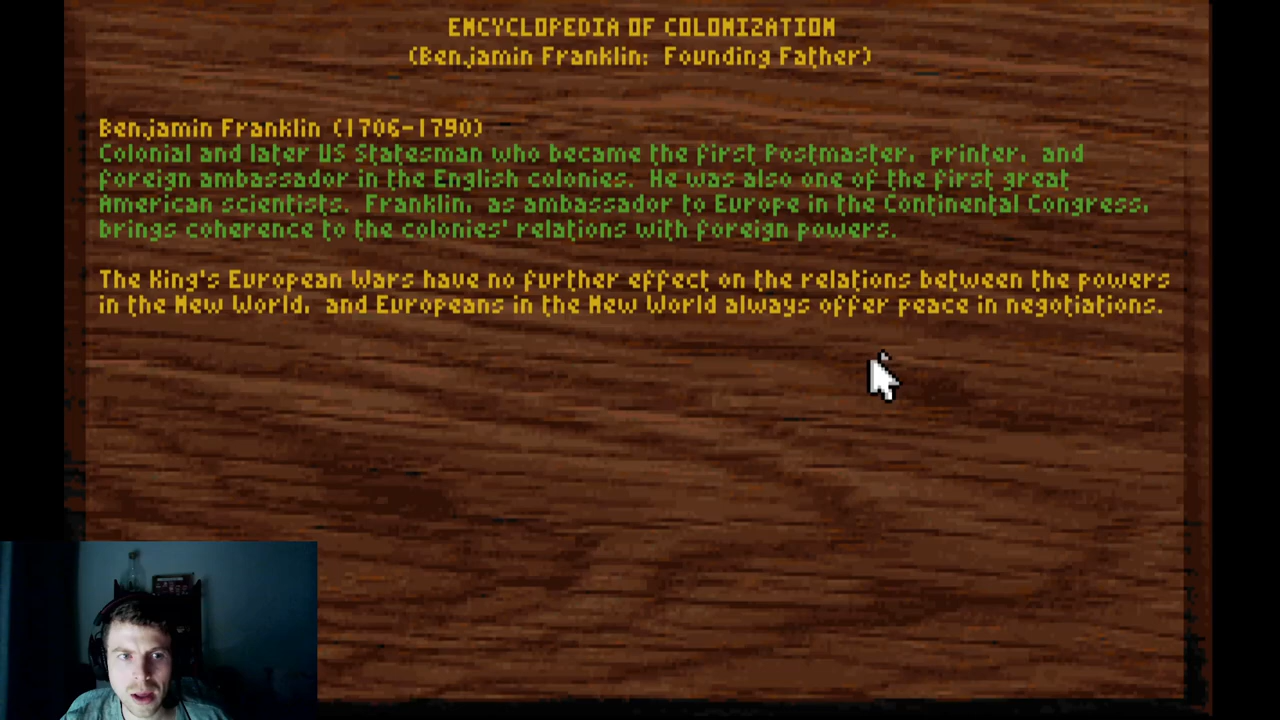 ENCYCLOPEDIA OF COLONIZATION
(Benjamin Franklin: Founding Father)
Benjamin Franklin (1706-1790)
Colonial and later US Statesman who became the first Postmaster, printer, and
foreign ambassador in the English colonies. He was also one of the first great
American scientists. Franklin, as ambassador to Europe in the Continental Congress,
brings coherence to the colonies' relations with foreign powers.
The King's European Wars have no further effect on the relations between the powers
in the New World, and Europeans in the New World always offer peace in negotiations.